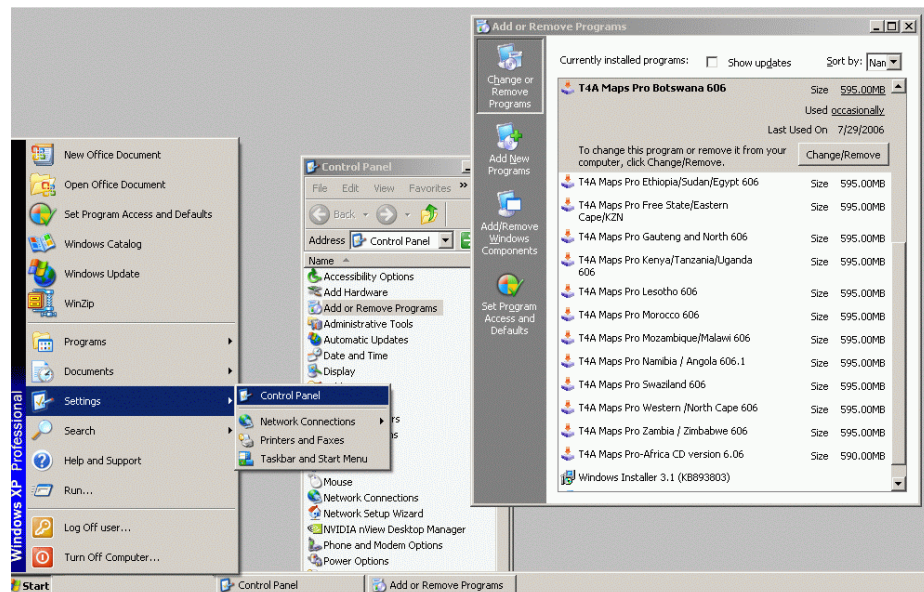 Add or Remove Programs
Change or
Remove
Programs
Add New
Programs
Add/Remove
Windows
Components
Set Program
Access and
Defaults
Currently installed programs:
Show updates
Sort by:
Nan
T4A Maps Pro Botswana 606
Size 595.00MB
Used occasionally
Last Used On 7/29/2006
To change this program or remove it from your
computer, click Change/Remove.
Change/Remove
T4A Maps Pro Ethiopia/Sudan/Egypt 606 Size 595.00MB
T4A Maps Pro Free State/Eastern
Cape/KZN
Size 595.00MB
T4A Maps Pro Gauteng and North 606 Size 595.00MB
T4A Maps Pro Kenya/Tanzania/Uganda
606
Size 595.00MB
T4A Maps Pro Lesotho 606 Size 595.00MB
T4A Maps Pro Morocco 606 Size 595.00MB
T4A Maps Pro Mozambique/Malawi 606 Size 595.00MB
T4A Maps Pro Namibia / Angola 606.1 Size 595.00MB
T4A Maps Pro Swaziland 606 Size 595.00MB
T4A Maps Pro Western /North Cape 606 Size 595.00MB
T4A Maps Pro Zambia / Zimbabwe 606 Size 595.00MB
T4A Maps Pro-Africa CD version 6.06 Size 590.00MB
Windows Installer 3.1 (KB893803)
Control Panel
File Edit View Favorites »
Back
Address Control Panel
Name
Accessibility Options
Add Hardware
Add or Remove Programs
Administrative Tools
Automatic Updates
Date and Time
Display
Mouse
Network Connections
Network Setup Wizard
NVIDIA nView Desktop Manager
Phone and Modem Options
Power Options
New Office Document
Open Office Document
Set Program Access and Defaults
Windows Catalog
Windows Update
WinZip
Programs
Documents
Settings
Search
Help and Support
Run...
Log Off user...
Turn Off Computer...
Windows XP Professional
Control Panel
Network Connections
Printers and Faxes
Taskbar and Start Menu
Start
Control Panel
Add or Remove Programs